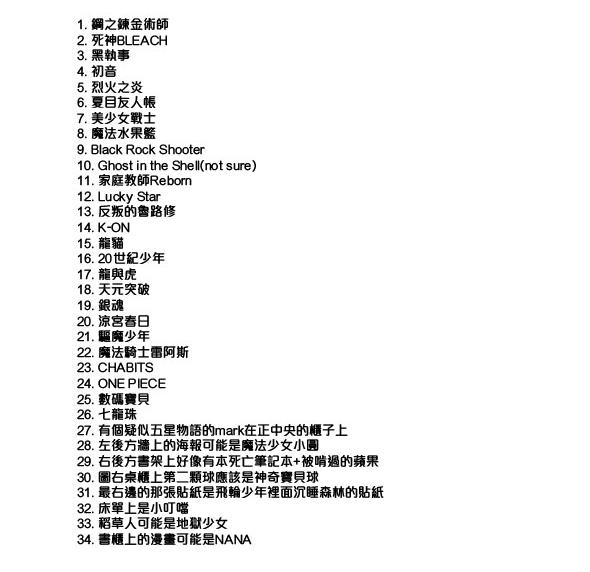 1. 鋼之鍊金術師
2. 死神BLEACH
3. 黑執事
4. 初音
5. 烈火之炎
6. 夏目友人帳
7. 美少女戰士
8. 魔法水果籃
9. Black Rock Shooter
10. Ghost in the Shell(not sure)
11. 家庭教師Reborn
12. Lucky Star
13. 反叛的魯路修
14. K-ON
15. 龍貓
16. 20世紀少年
17. 龍與虎
18. 天元突破
19. 銀魂
20. 涼宮春日
21. 驅魔少年
22. 魔法騎士雷阿斯
23. CHABITS
24. ONE PIECE
25. 數碼寶貝
26. 七龍珠
27. 有個疑似五星物語的mark在正中央的櫃子上
28. 左後方牆上的海報可能是魔法少女小圓
29. 右後方書架上好像有本死亡筆記本+被啃過的蘋果
30. 圖右桌櫃上第二顆球應該是神奇寶貝球
31. 最右邊的那張貼紙是飛輪少年裡面沉睡森林的貼紙
32. 床單上是小叮噹
33. 稻草人可能是地獄少女
34. 書櫃上的漫畫可能是NANA